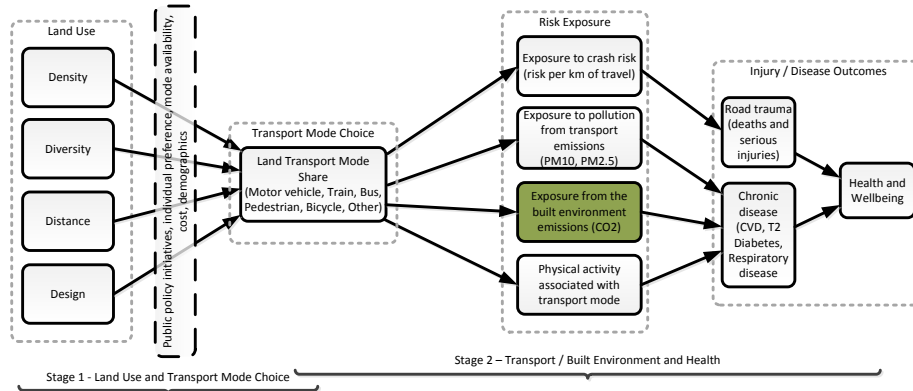 Land Use
Density
Diversity
Distance
Design
Public policy initiatives, individual preference, mode availability,
cost, demographics
Transport Mode Choice
Land Transport Mode
Share
(Motor vehicle, Train, Bus,
Pedestrian, Bicycle, Other)
Risk Exposure
Exposure to crash risk
(risk per km of travel)
Exposure to pollution
from transport
emissions
(PM10, PM2.5)
Exposure from the
built environment
emissions (CO2)
Physical activity
associated with
transport mode
Injury / Disease Outcomes
Road trauma
(deaths and
serious
injuries)
Chronic
disease
(CVD, T2
Diabetes,
Respiratory
disease
Health and
Wellbeing
Stage 2 – Transport / Built Environment and Health
Stage 1 - Land Use and Transport Mode Choice